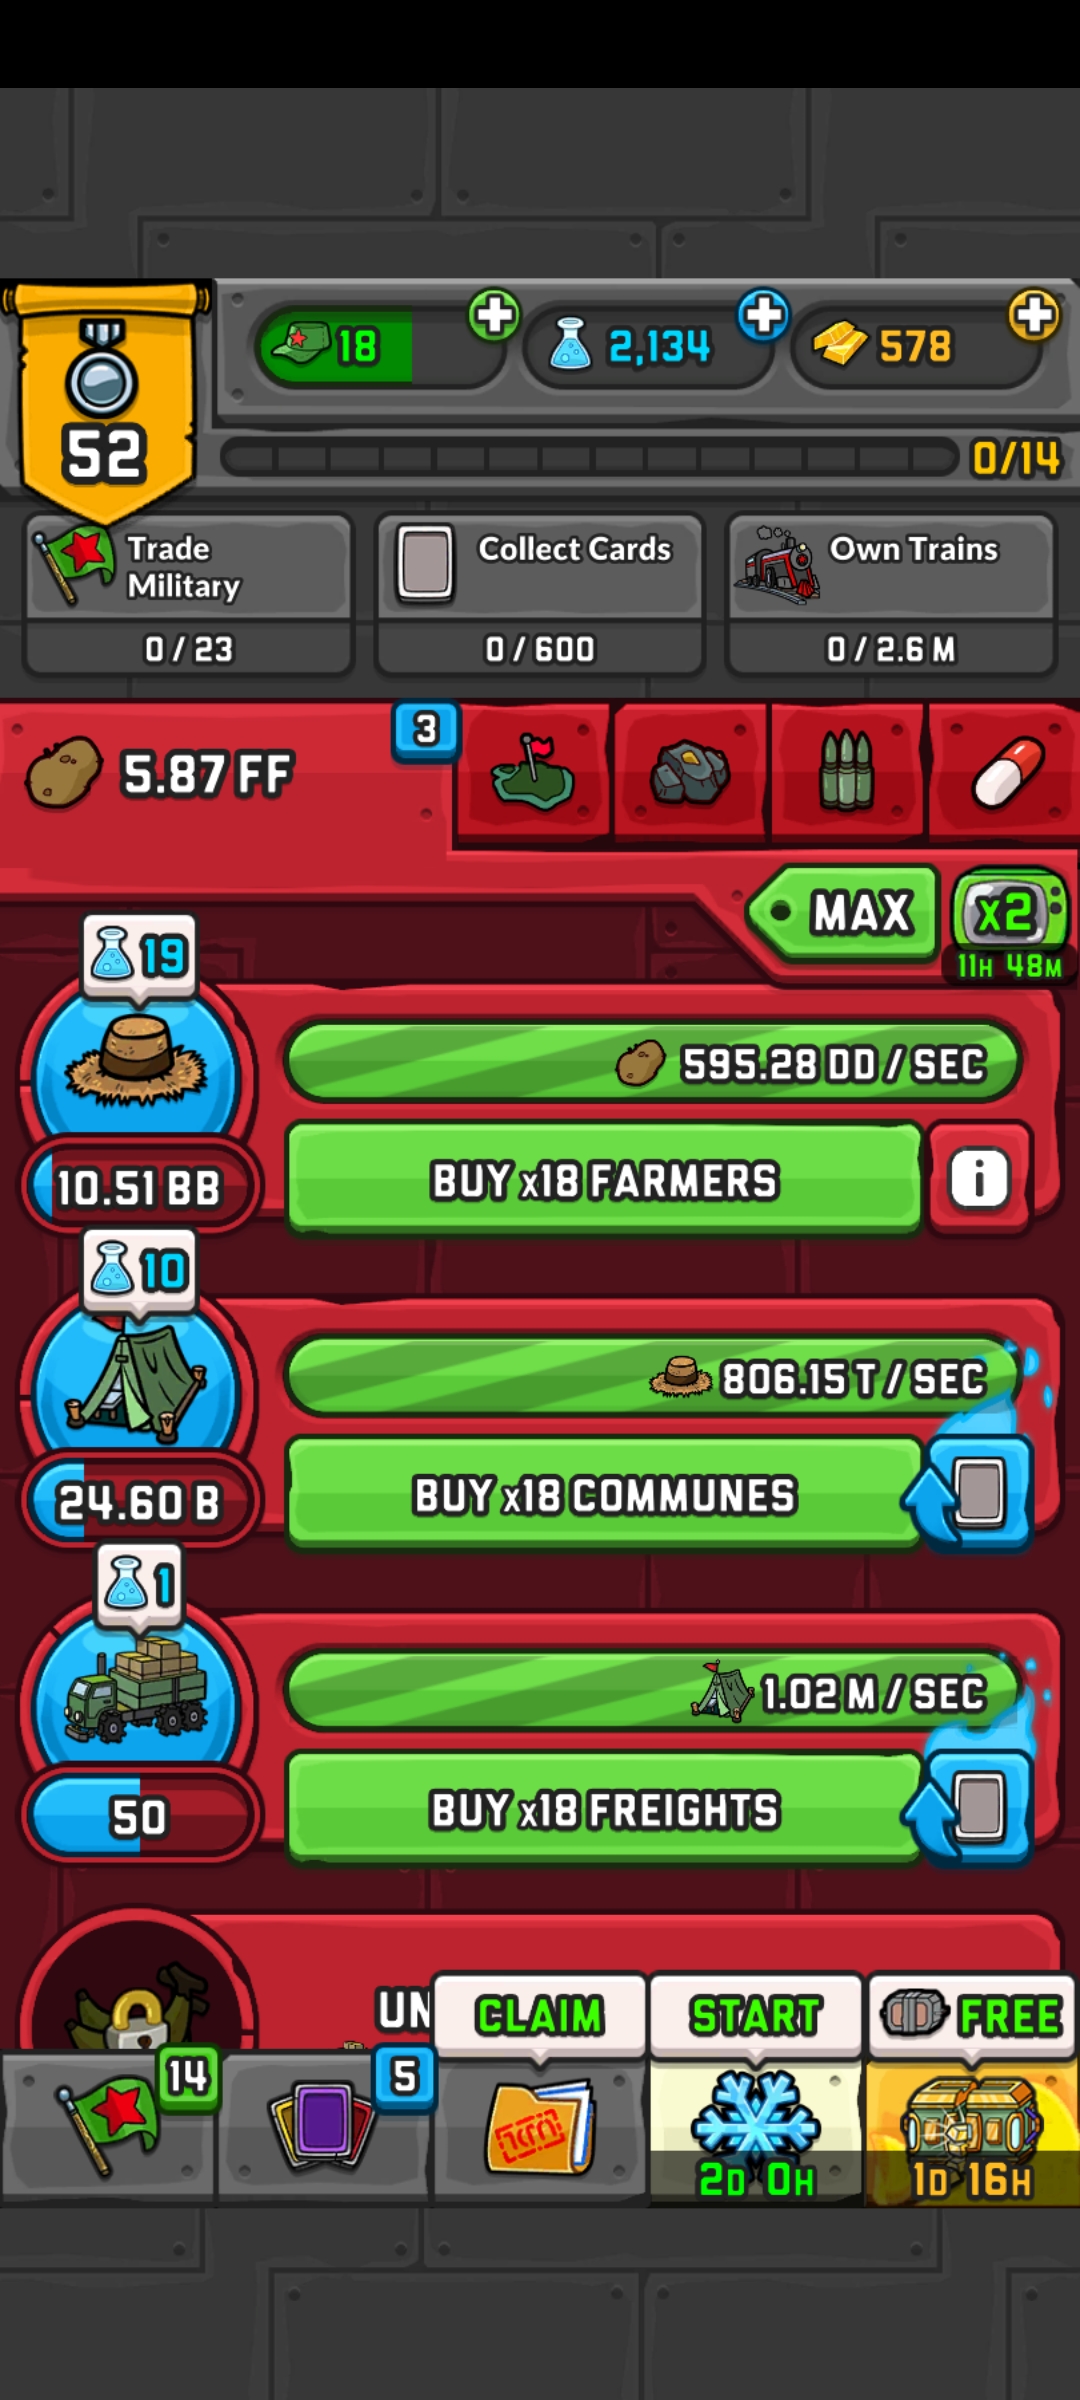 52
18
2,134
578
0/14
Trade
Military
0 / 23
Collect Cards
0 / 600
Own Trains
0 / 2.6 M
5.87 FF
3
MAX
x2
11H 48M
19
595.28 DD / SEC
10.51 BB
BUY x18 FARMERS
i
10
806.15 T / SEC
24.60 B
BUY x18 COMMUNES
1
1.02 M / SEC
50
BUY x18 FREIGHTS
UN
CLAIM
START
FREE
14
5
2D 0H
1D 16H